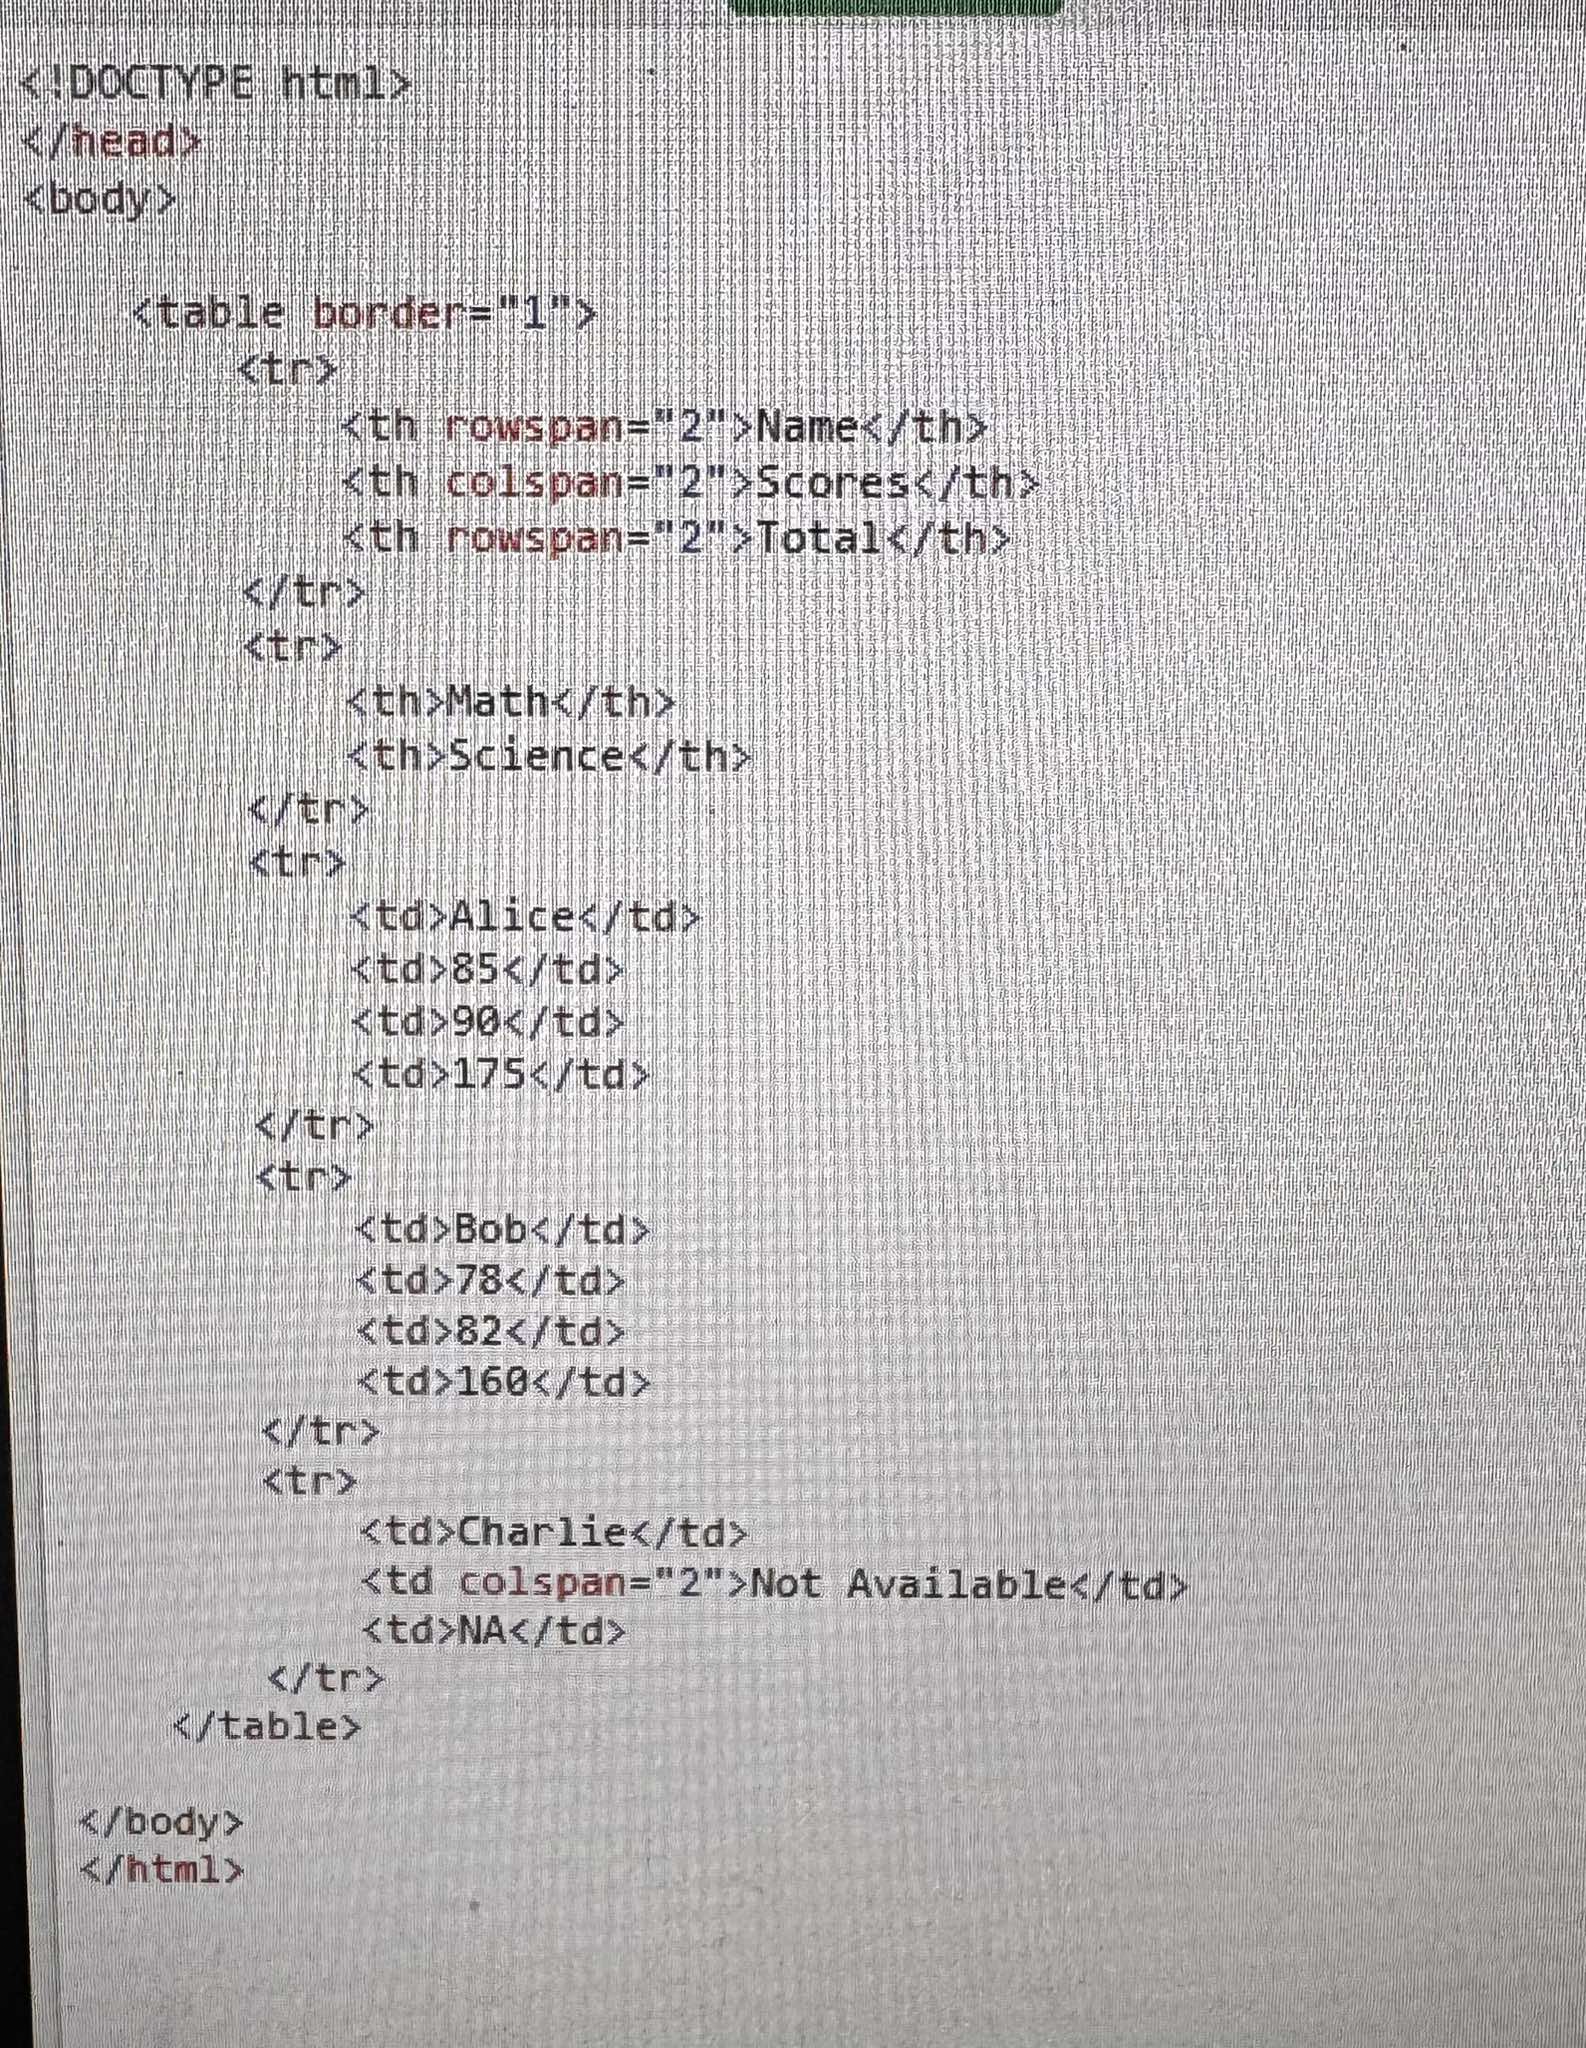 <!DOCTYPE html>
</head>
<body>
<table border="1">
<tr>
<th rowspan="2">Name</th>
<th colspan="2">Scores</th>
<th rowspan="2">Total</th>
</tr>
<tr>
<th>Math</th>
<th>Science</th>
</tr>
<tr>
<td>Alice</td>
<td>85</td>
<td>90</td>
<td>175</td>
</tr>
<tr>
<td>Bob</td>
<td>78</td>
<td>82</td>
<td>160</td>
</tr>
<tr>
<td>Charlie</td>
<td colspan="2">Not Available</td>
<td>NA</td>
</tr>
</table>
</body>
</html>